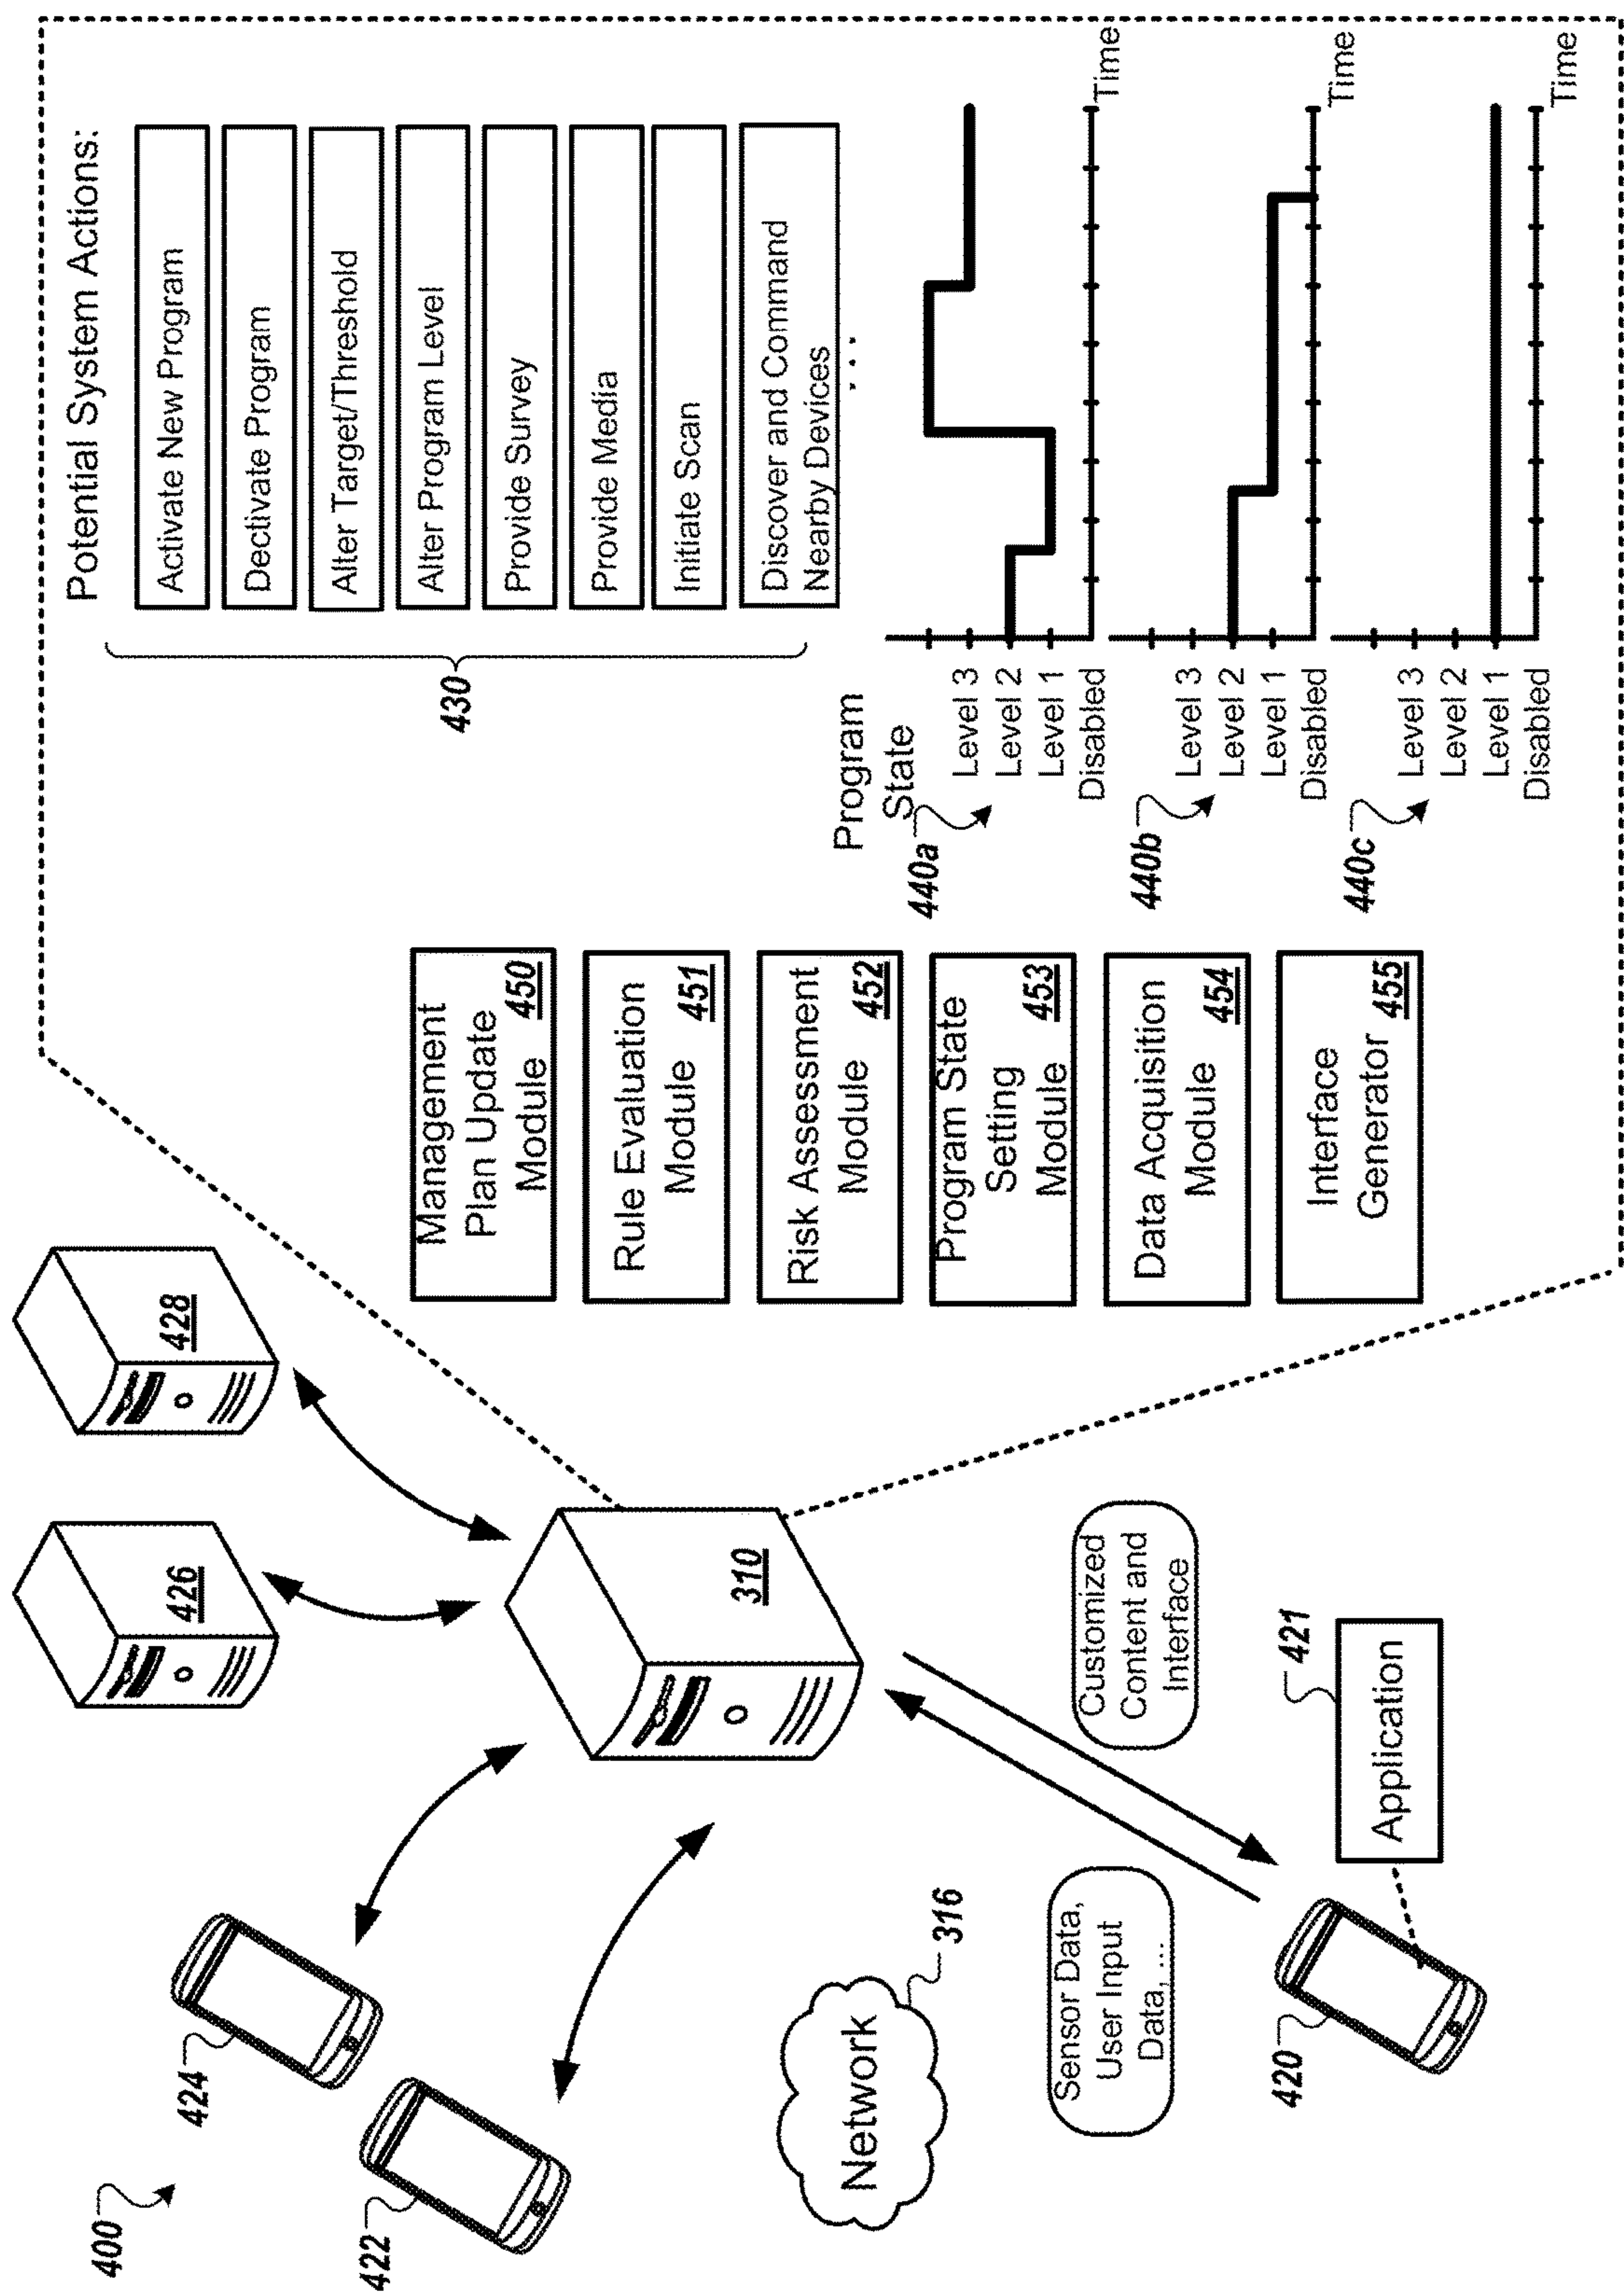 400
424
422
426
428
310
Network
316
Sensor Data,
User Input
Data, ...
Customized
Content and
Interface
420
Application
421
Management
Plan Update
Module
450
Rule Evaluation
Module
451
Risk Assessment
Module
452
Program State
Setting
Module
453
Data Acquisition
Module
454
Interface
Generator
455
Potential System Actions:
Activate New Program
Dectivate Program
Alter Target/Threshold
Alter Program Level
Provide Survey
Provide Media
Initiate Scan
Discover and Command
Nearby Devices
...
430
Program
State
440a
Level 3
Level 2
Level 1
Disabled
Time
440b
Level 3
Level 2
Level 1
Disabled
Time
440c
Level 3
Level 2
Level 1
Disabled
Time